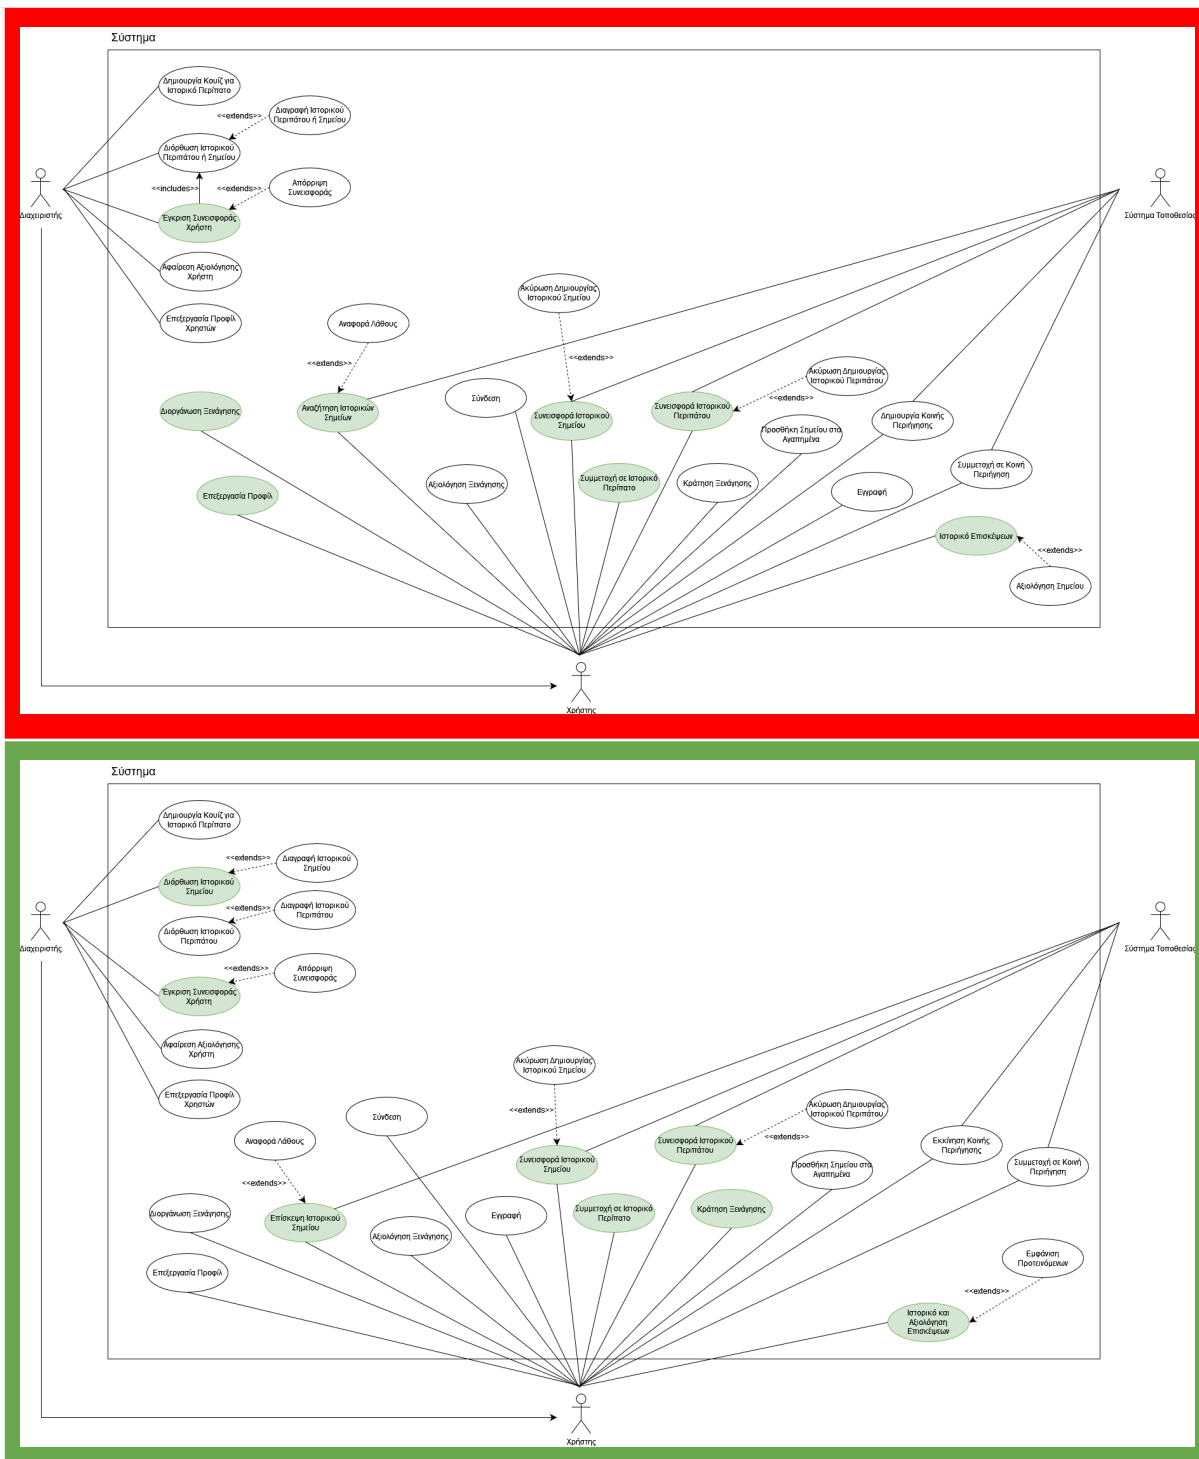 Σύστημα
Δημιουργία Κουίζ για
Ιστορικό Περίπατο
<<extends>>
Διαγραφή Ιστορικού
Περιπάτου ή Σημείου
Διόρθωση Ιστορικού
Περιπάτου ή Σημείου
<<includes>>
<<extends>>
Απόρριψη
Συνεισφοράς
Έγκριση Συνεισφοράς
Χρήστη
Διαχειριστής
Σύστημα Τοποθεσίας
Αφαίρεση Αξιολόγησης
Χρήστη
Επεξεργασία Προφίλ
Χρηστών
Αναφορά Λάθους
<<extends>>
Ακύρωση Δημιουργίας
Ιστορικού Σημείου
<<extends>>
Ακύρωση Δημιουργίας
Ιστορικού Περιπάτου
<<extends>>
Διοργάνωση Ξενάγησης
Αναζήτηση Ιστορικών
Σημείων
Σύνδεση
Συνεισφορά Ιστορικού
Σημείου
Συνεισφορά Ιστορικού
Περιπάτου
Προσθήκη Σημείου στα
Αγαπημένα
Δημιουργία Κοινής
Περιήγησης
Επεξεργασία Προφίλ
Αξιολόγηση Ξενάγησης
Συμμετοχή σε Ιστορικό
Περίπατο
Κράτηση Ξενάγησης
Εγγραφή
Συμμετοχή σε Κοινή
Περιήγηση
Ιστορικό Επισκέψεων
<<extends>>
Αξιολόγηση Σημείου
Χρήστης
Σύστημα
Δημιουργία Κουίζ για
Ιστορικό Περίπατο
<<extends>>
Διαγραφή Ιστορικού
Σημείου
Διόρθωση Ιστορικού
Σημείου
<<extends>>
Διαγραφή Ιστορικού
Περιπάτου
Διόρθωση Ιστορικού
Περιπάτου
<<extends>>
Απόρριψη
Συνεισφοράς
Έγκριση Συνεισφοράς
Χρήστη
Διαχειριστής
Σύστημα Τοποθεσίας
Αφαίρεση Αξιολόγησης
Χρήστη
Επεξεργασία Προφίλ
Χρηστών
Αναφορά Λάθους
<<extends>>
Σύνδεση
Ακύρωση Δημιουργίας
Ιστορικού Σημείου
<<extends>>
Ακύρωση Δημιουργίας
Ιστορικού Περιπάτου
<<extends>>
Συνεισφορά Ιστορικού
Σημείου
Συνεισφορά Ιστορικού
Περιπάτου
Προσθήκη Σημείου στα
Αγαπημένα
Εκκίνηση Κοινής
Περιήγησης
Συμμετοχή σε Κοινή
Περιήγηση
Διοργάνωση Ξενάγησης
Επίσκεψη Ιστορικού
Σημείου
Αξιολόγηση Ξενάγησης
Εγγραφή
Συμμετοχή σε Ιστορικό
Περίπατο
Κράτηση Ξενάγησης
Επεξεργασία Προφίλ
Εμφάνιση
Προτεινόμενων
<<extends>>
Ιστορικό και
Αξιολόγηση
Επισκέψεων
Χρήστης